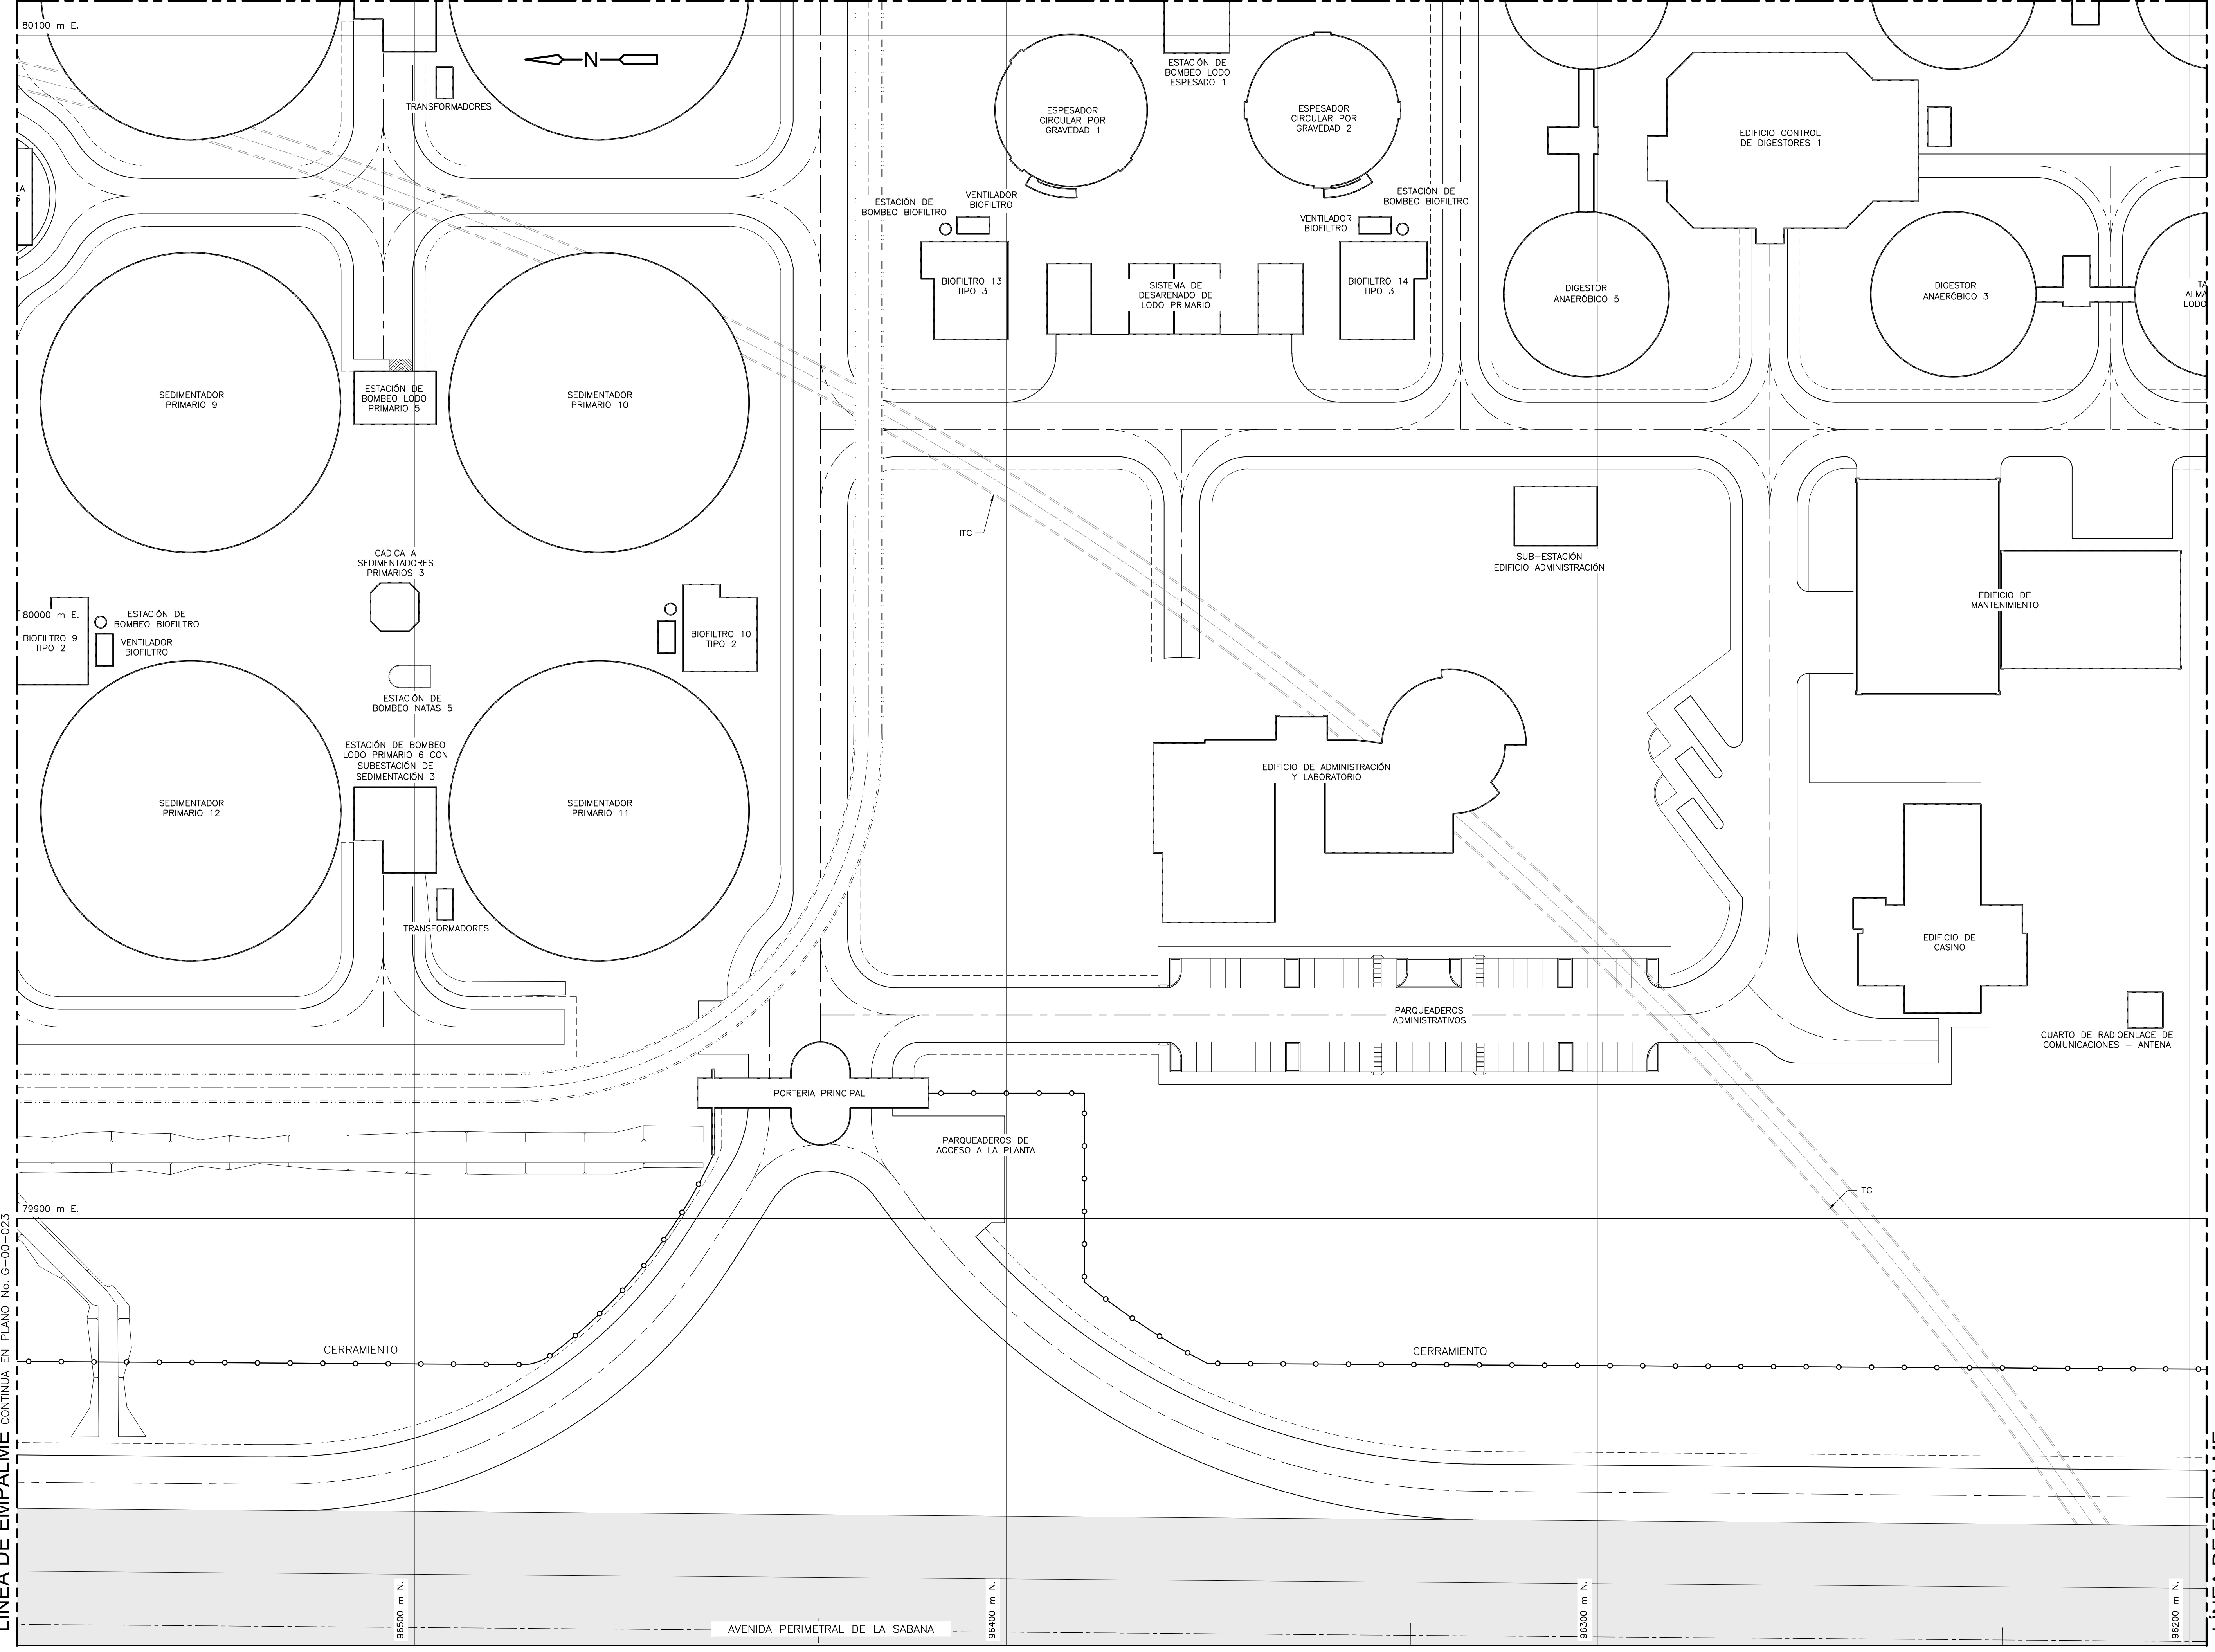 80100 m E.
N
TRANSFORMADORES
ESTACIÓN DE
BOMBEO LODO
ESPESADO 1
ESPESADOR
CIRCULAR POR
GRAVEDAD 1
ESPESADOR
CIRCULAR POR
GRAVEDAD 2
EDIFICIO CONTROL
DE DIGESTORES 1
A
ESTACIÓN DE
BOMBEO BIOFILTRO
VENTILADOR
BIOFILTRO
VENTILADOR
BIOFILTRO
ESTACIÓN DE
BOMBEO BIOFILTRO
BIOFILTRO 13
TIPO 3
SISTEMA DE
DESARENADO DE
LODO PRIMARIO
BIOFILTRO 14
TIPO 3
DIGESTOR
ANAERÓBICO 5
DIGESTOR
ANAERÓBICO 3
TA
ALMA
LODO
SEDIMENTADOR
PRIMARIO 9
ESTACIÓN DE
BOMBEO LODO
PRIMARIO 5
SEDIMENTADOR
PRIMARIO 10
ITC
SUB-ESTACIÓN
EDIFICIO ADMINISTRACIÓN
CADICA A
SEDIMENTADORES
PRIMARIOS 3
80000 m E.
BIOFILTRO 9
TIPO 2
ESTACIÓN DE
BOMBEO BIOFILTRO
VENTILADOR
BIOFILTRO
BIOFILTRO 10
TIPO 2
EDIFICIO DE
MANTENIMIENTO
ESTACIÓN DE
BOMBEO NATAS 5
ESTACIÓN DE BOMBEO
LODO PRIMARIO 6 CON
SUBESTACIÓN DE
SEDIMENTACIÓN 3
EDIFICIO DE ADMINISTRACIÓN
Y LABORATORIO
SEDIMENTADOR
PRIMARIO 12
SEDIMENTADOR
PRIMARIO 11
TRANSFORMADORES
EDIFICIO DE
CASINO
PARQUEADEROS
ADMINISTRATIVOS
CUARTO DE RADIOENLACE DE
COMUNICACIONES - ANTENA
PORTERIA PRINCIPAL
PARQUEADEROS DE
ACCESO A LA PLANTA
ITC
79900 m E.
CERRAMIENTO
CERRAMIENTO
LÍNEA DE EMPALME CONTINUA EN PLANO No. G-00-023
LÍNEA DE EMPALME
96500 m N.
96400 m N.
96300 m N.
96200 m N.
AVENIDA PERIMETRAL DE LA SABANA